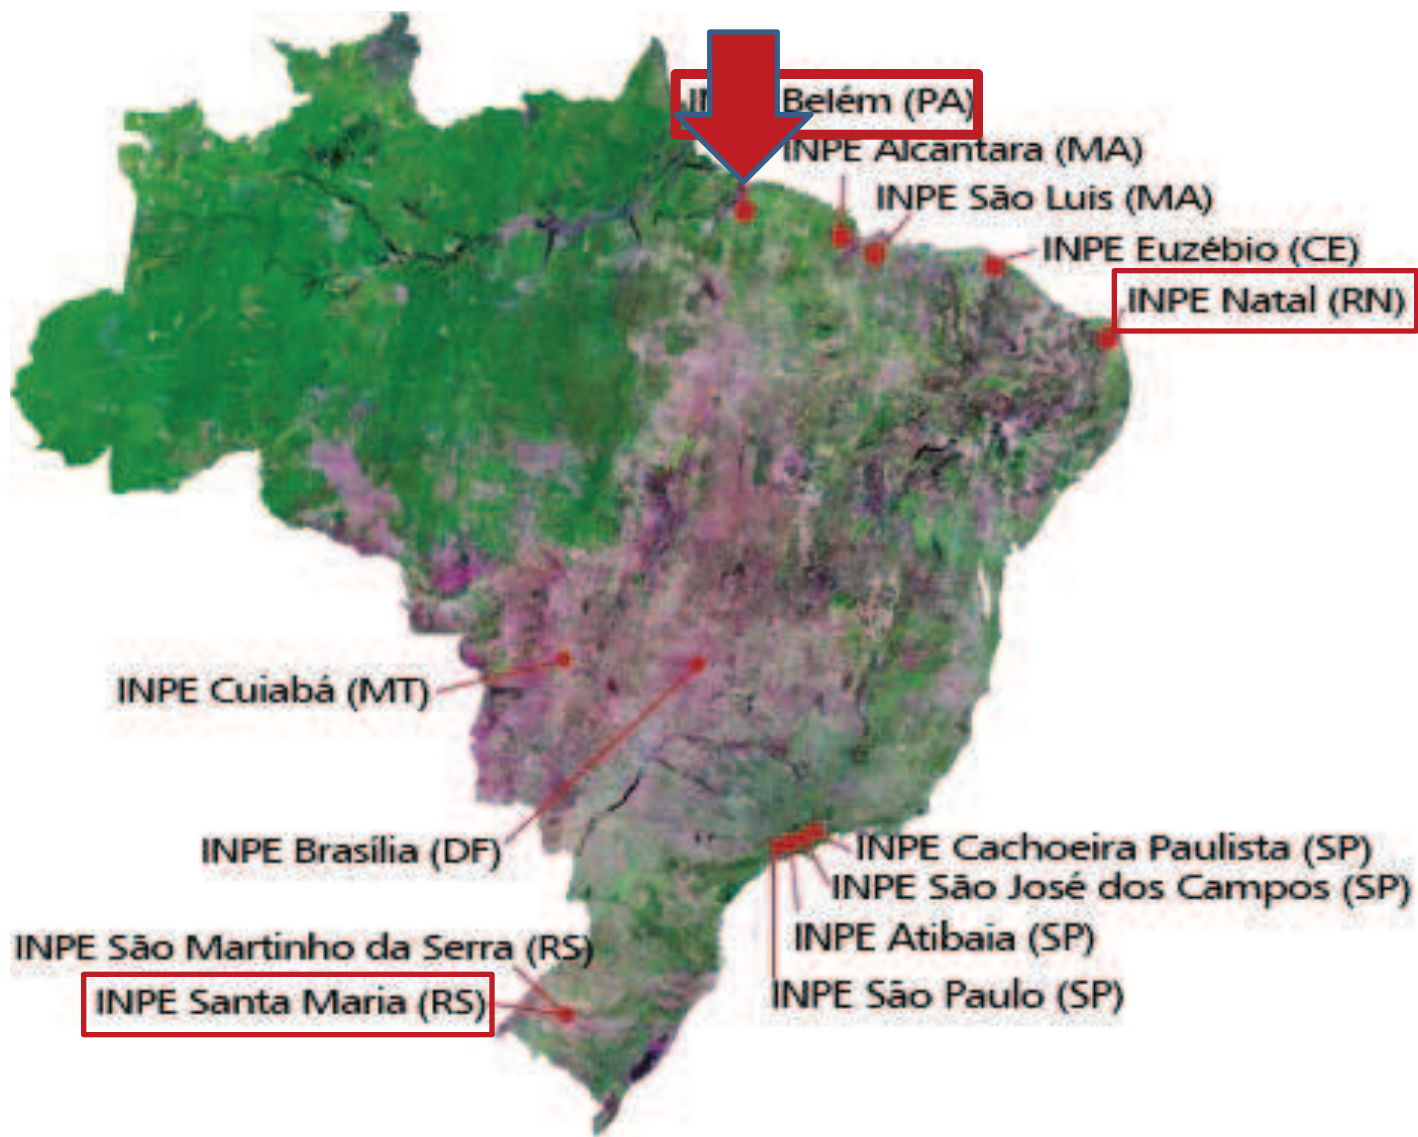 Belém (PA)
INPE Alcantara (MA)
INPE São Luis (MA)
INPE Euzébio (CE)
INPE Natal (RN)
INPE Cuiabá (MT)
INPE Brasília (DF)
INPE Cachoeira Paulista (SP)
INPE São José dos Campos (SP)
INPE Atibaia (SP)
INPE São Martinho da Serra (RS)
INPE São Paulo (SP)
INPE Santa Maria (RS)